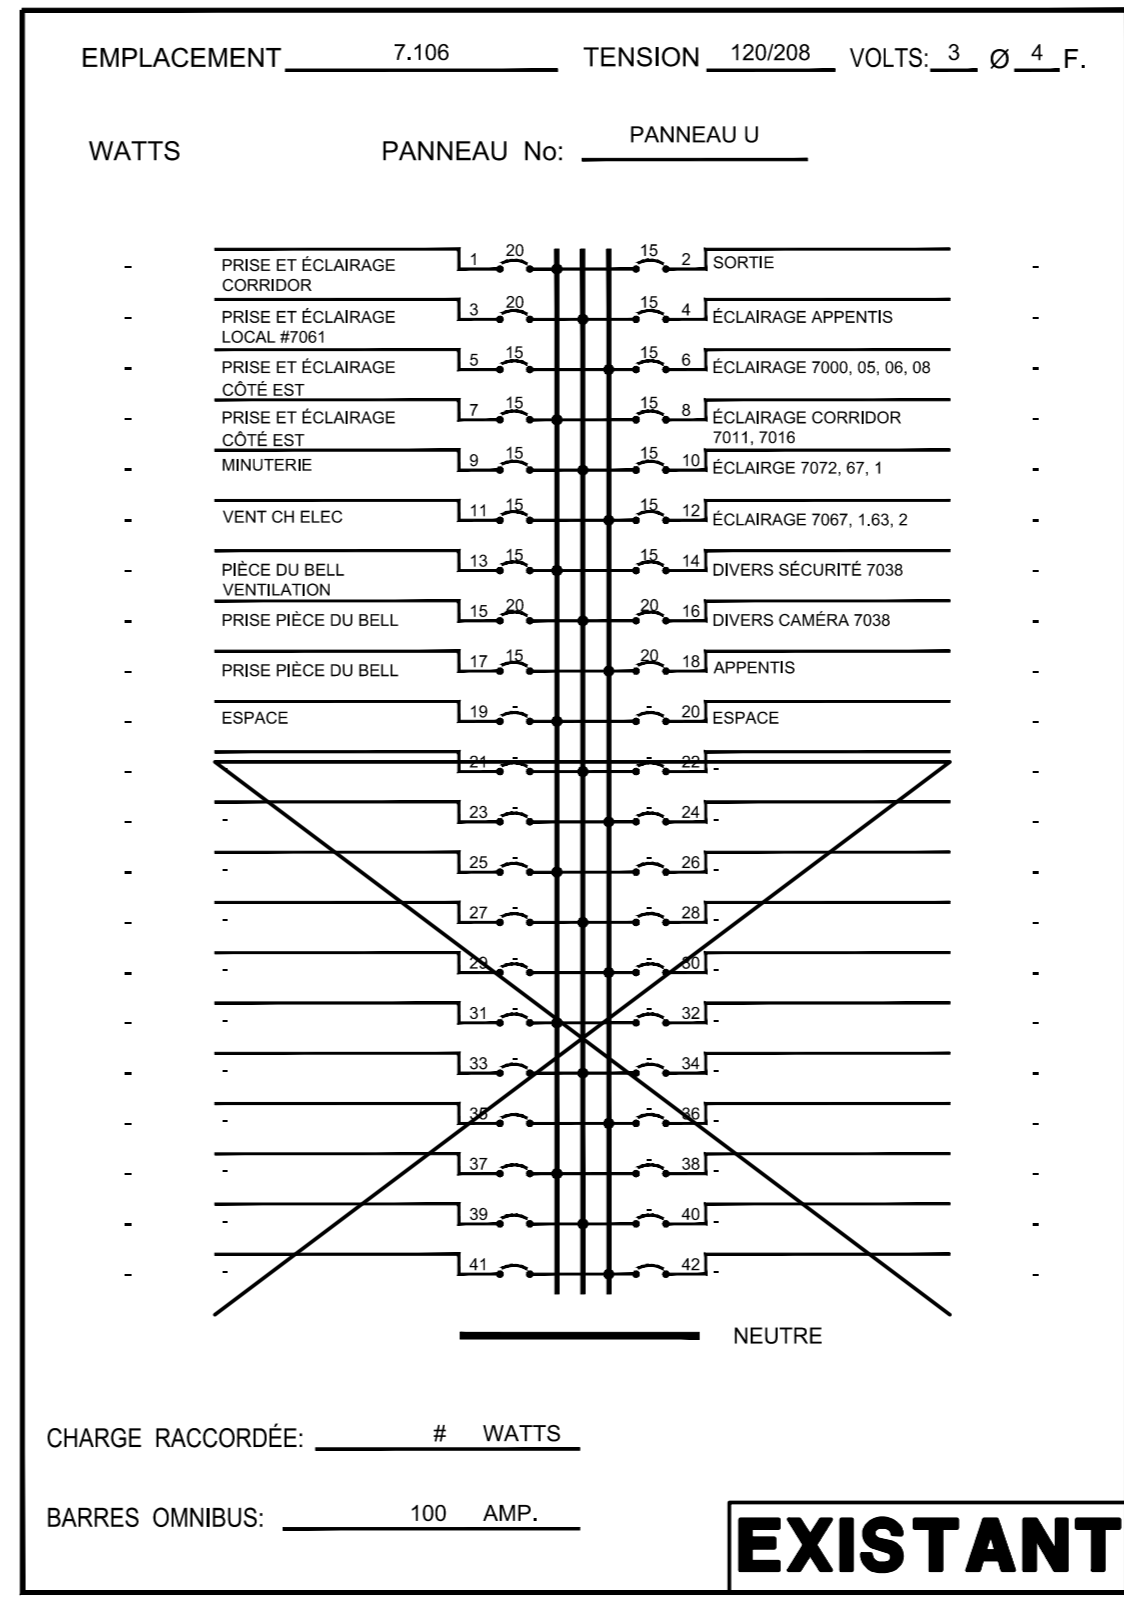 EMPLACEMENT 7.106 TENSION 120/208 VOLTS: 3 Ø 4 F.
WATTS PANNEAU No: PANNEAU U
- PRISE ET ÉCLAIRAGE CORRIDOR 1 20 15 2 SORTIE -
- PRISE ET ÉCLAIRAGE LOCAL #7061 3 20 15 4 ÉCLAIRAGE APPENTIS -
- PRISE ET ÉCLAIRAGE CÔTÉ EST 5 15 15 6 ÉCLAIRAGE 7000, 05, 06, 08 -
- PRISE ET ÉCLAIRAGE CÔTÉ EST 7 15 15 8 ÉCLAIRAGE CORRIDOR 7011, 7016 -
- MINUTERIE 9 15 15 10 ÉCLAIRGE 7072, 67, 1 -
- VENT CH ELEC 11 15 15 12 ÉCLAIRAGE 7067, 1.63, 2 -
- PIÈCE DU BELL VENTILATION 13 15 15 14 DIVERS SÉCURITÉ 7038 -
- PRISE PIÈCE DU BELL 15 20 20 16 DIVERS CAMÉRA 7038 -
- PRISE PIÈCE DU BELL 17 15 20 18 APPENTIS -
- ESPACE 19 - - 20 ESPACE -
- 21 - - 22 - -
- - 23 - - 24 - -
- - 25 - - 26 - -
- - 27 - - 28 - -
- - 29 - - 30 - -
- - 31 - - 32 - -
- - 33 - - 34 - -
- - 35 - 36 - -
- - 37 - 38 - -
- - 39 - 40 - -
- - 41 42 - -
NEUTRE
CHARGE RACCORDÉE: # WATTS
BARRES OMNIBUS: 100 AMP.
EXISTANT